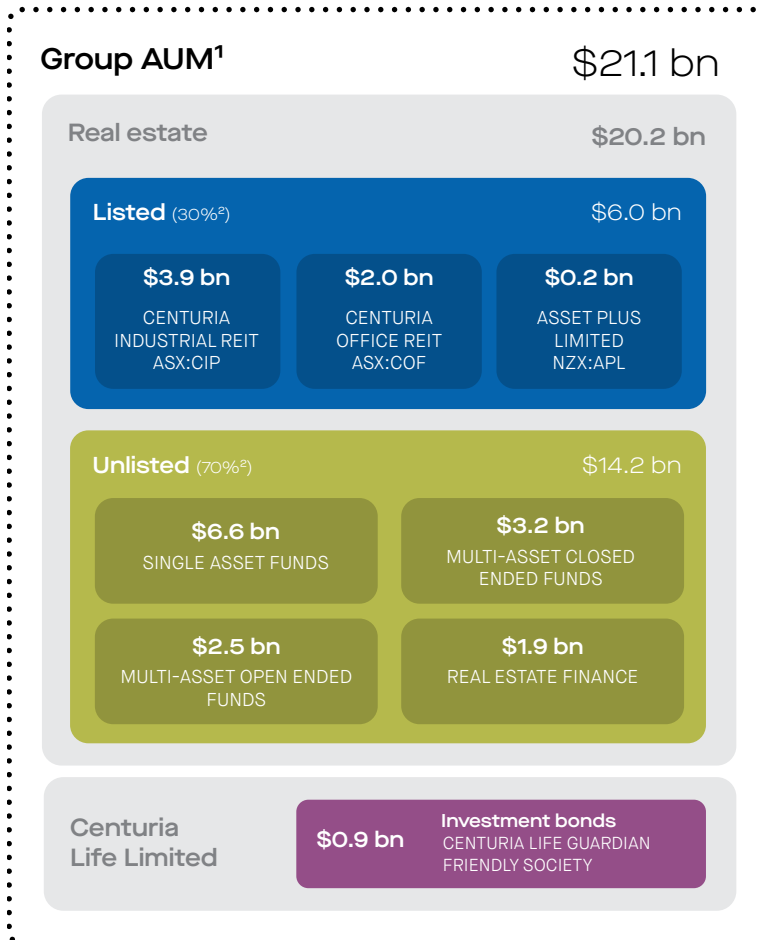 Group AUM¹
$21.1 bn
Real estate
$20.2 bn
Listed (30%²)
$6.0 bn
$3.9 bn
CENTURIA
INDUSTRIAL REIT
ASX:CIP
$2.0 bn
CENTURIA
OFFICE REIT
ASX:COF
$0.2 bn
ASSET PLUS
LIMITED
NZX:APL
Unlisted (70%²)
$14.2 bn
$6.6 bn
SINGLE ASSET FUNDS
$3.2 bn
MULTI-ASSET CLOSED
ENDED FUNDS
$2.5 bn
MULTI-ASSET OPEN ENDED
FUNDS
$1.9 bn
REAL ESTATE FINANCE
Centuria
Life Limited
$0.9 bn
Investment bonds
CENTURIA LIFE GUARDIAN
FRIENDLY SOCIETY